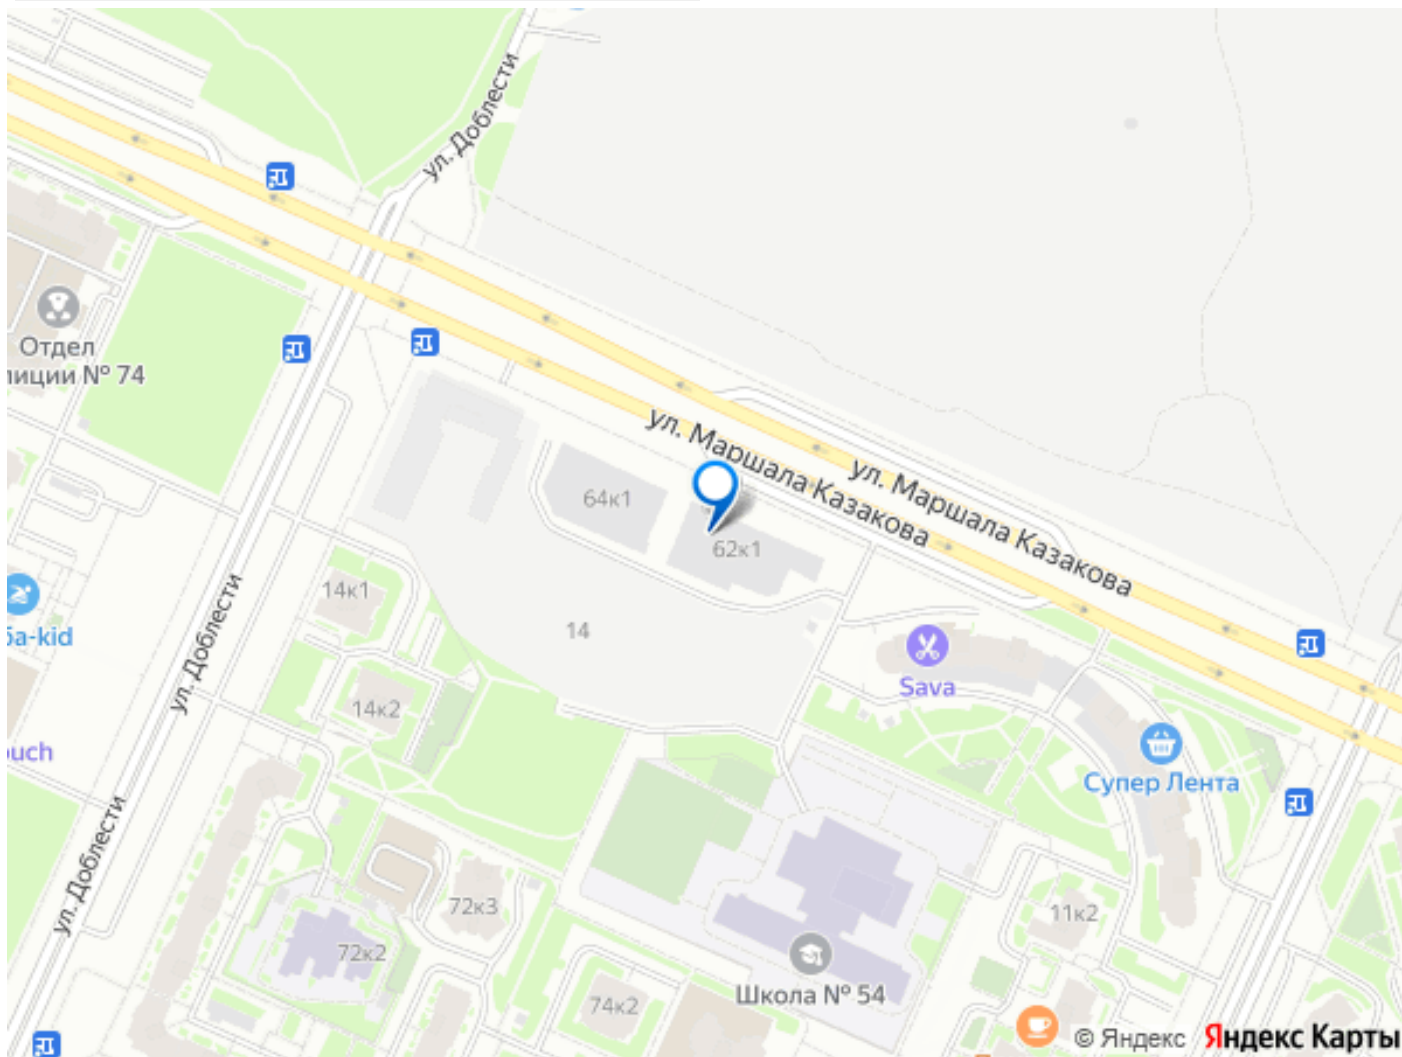 ул. Доблести
Отдел
лиции № 74
ул. Маршала Казакова
ул. Маршала Казакова
64к1
62к1
14к1
ул. Доблести
14
ба-kid
Sava
14к2
uch
Супер Лента
ул. Доблести
72к3
11к2
72к2
Школа № 54
74к2
© Яндекс Яндекс Карты